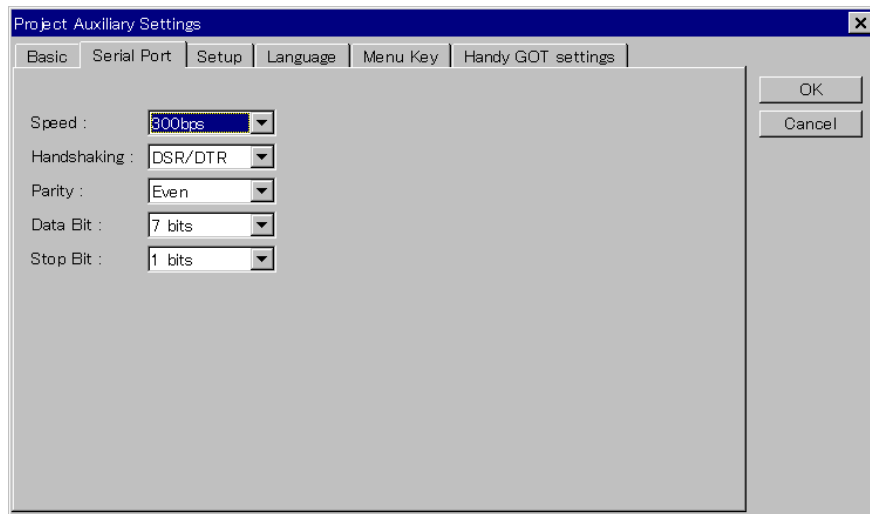 Project Auxiliary Settings
Basic Serial Port Setup Language Menu Key Handy GOT settings
OK
Speed : 300bps
Cancel
Handshaking : DSR/DTR
Parity : Even
Data Bit : 7 bits
Stop Bit : 1 bits